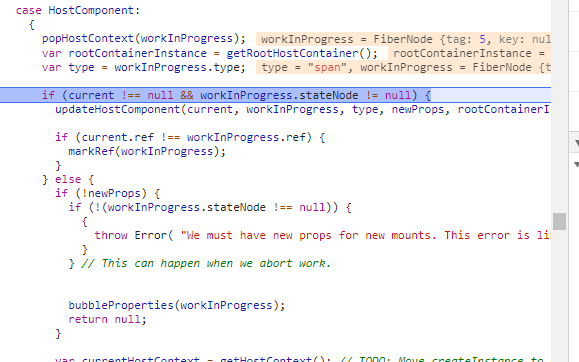 case HostComponent:
{
popHostContext(workInProgress); workInProgress = FiberNode {tag: 5, key: nul
var rootContainerInstance = getRootHostContainer(); rootContainerInstance =
var type = workInProgress.type; type = "span", workInProgress = FiberNode {t
if (current !== null && workInProgress.stateNode != null) {
updateHostComponent(current, workInProgress, type, newProps, rootContainerI
if (current.ref !== workInProgress.ref) {
markRef(workInProgress);
}
} else {
if (!newProps) {
if (!(workInProgress.stateNode !== null)) {
{
throw Error( "We must have new props for new mounts. This error is li
}
} // This can happen when we abort work.
bubbleProperties(workInProgress);
return null;
}
var currentHostContext = getHostContext(); // TODO: Move createInstance to